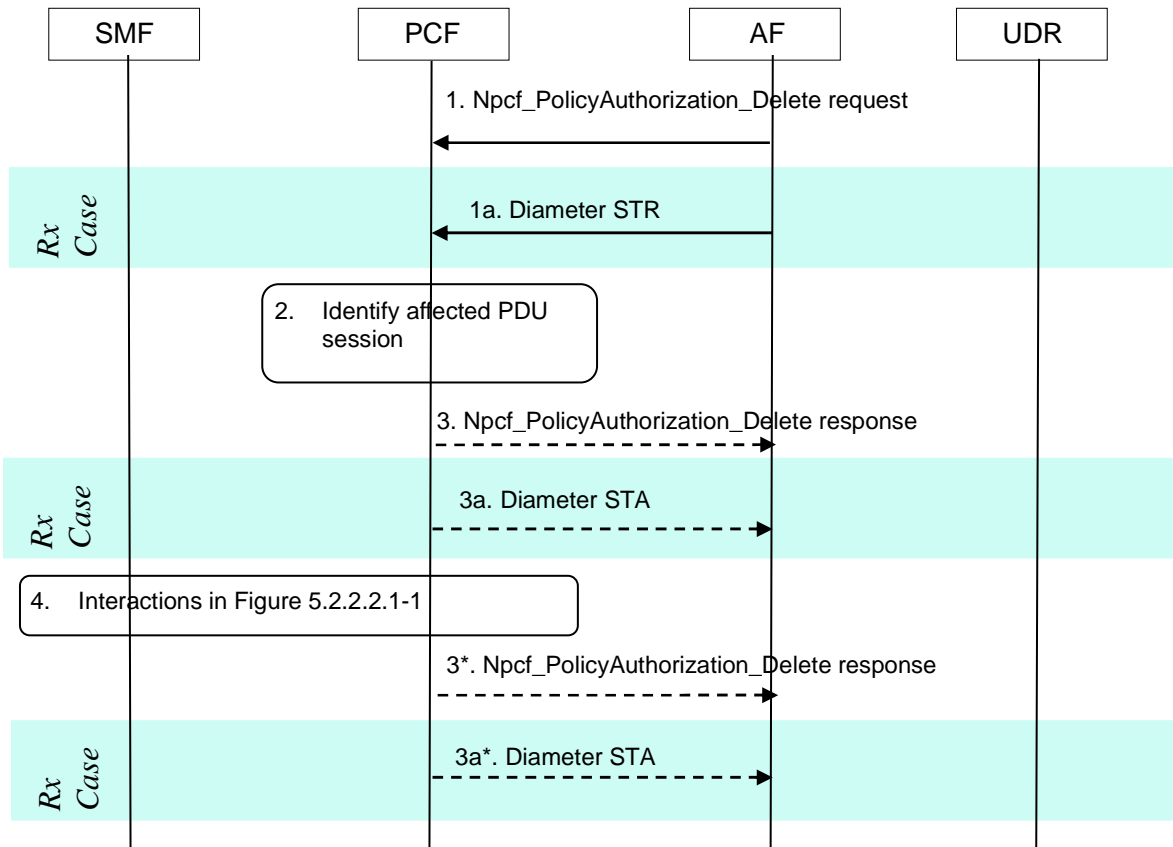 SMF
PCF
AF
UDR
1. Npcf_PolicyAuthorization_Delete request
Rx
Case
1a. Diameter STR
2. Identify affected PDU
session
3. Npcf_PolicyAuthorization_Delete response
Rx
Case
3a. Diameter STA
4. Interactions in Figure 5.2.2.2.1-1
3*. Npcf_PolicyAuthorization_Delete response
Rx
Case
3a*. Diameter STA